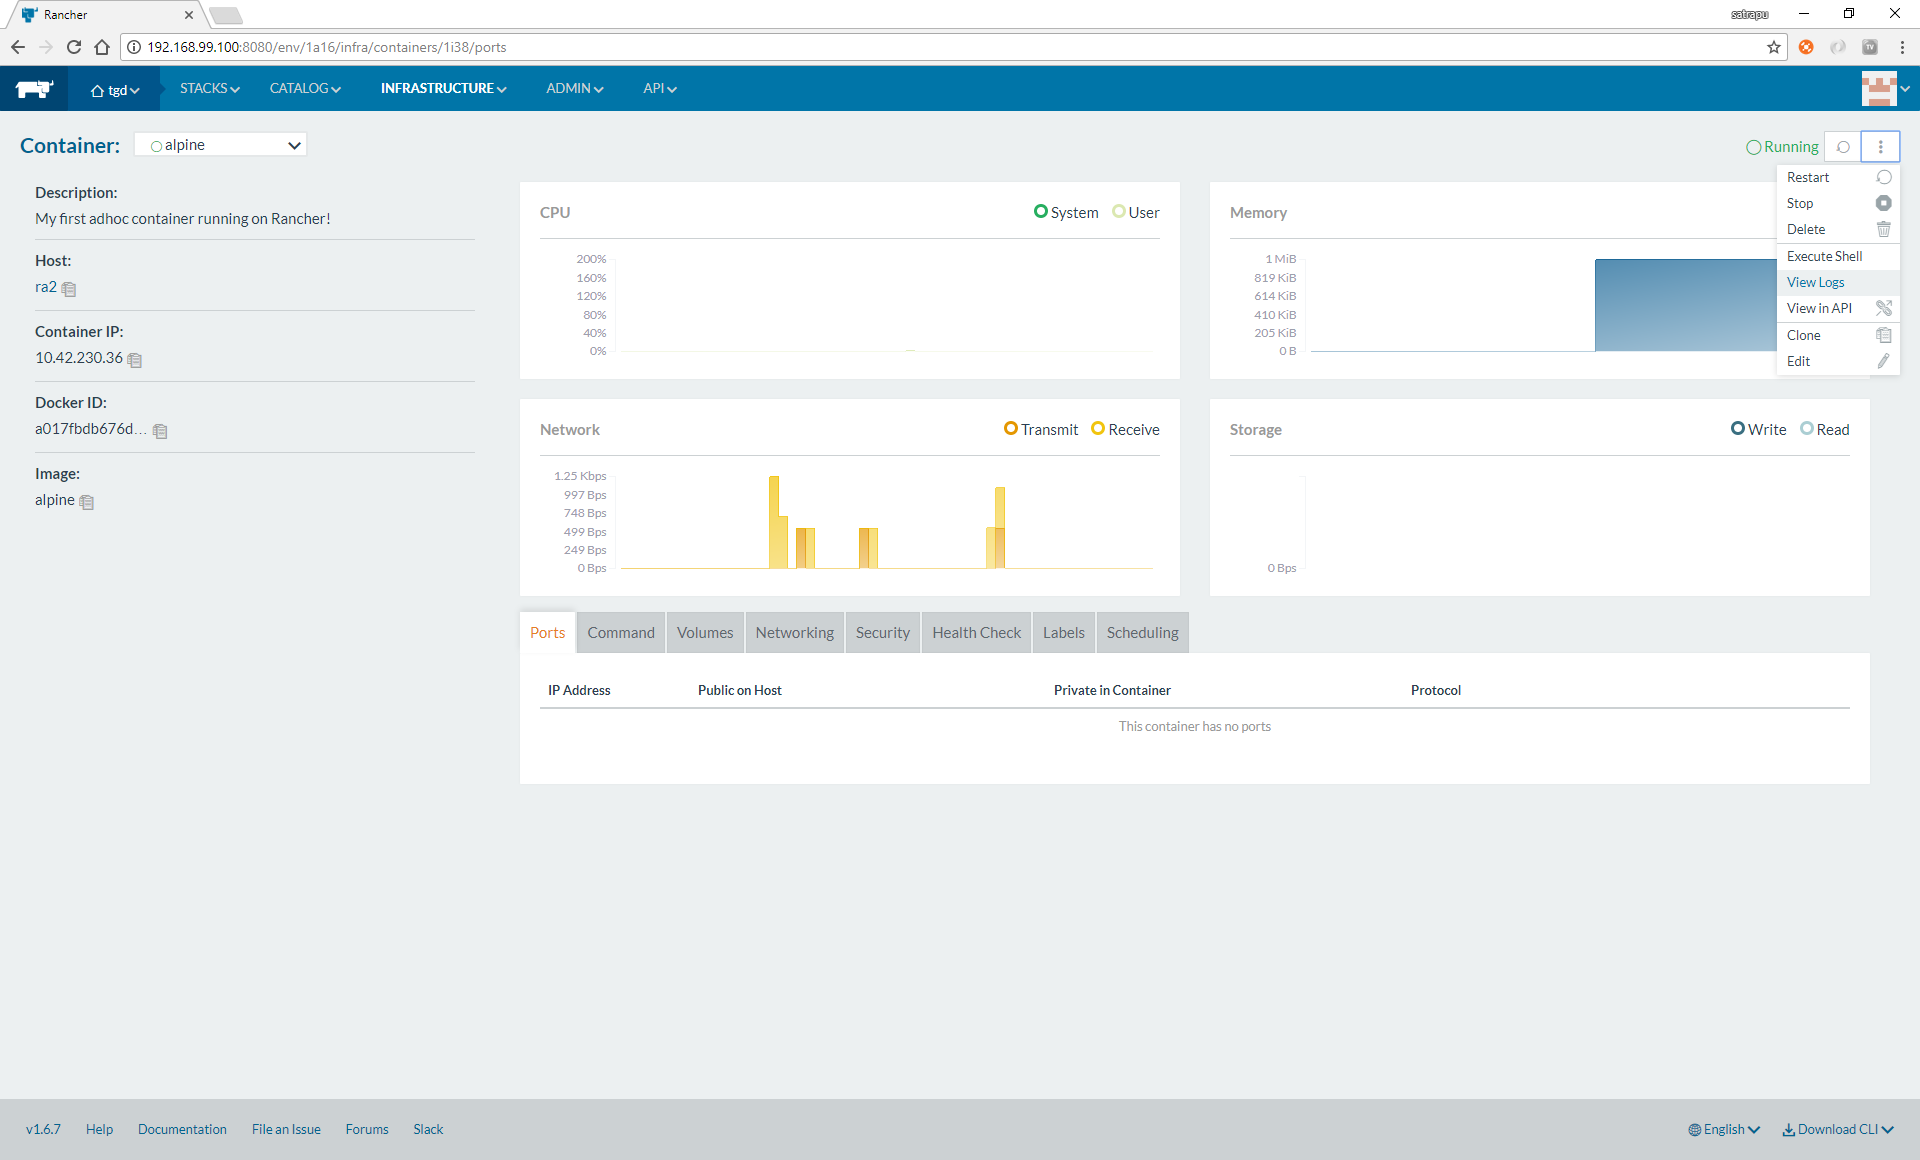 Rancher
satrapu
192.168.99.100:8080/env/1a16/infra/containers/1i38/ports
tgd STACKS CATALOG INFRASTRUCTURE ADMIN API
Container: alpine
Running
Restart
Stop
Delete
Execute Shell
View Logs
View in API
Clone
Edit
Description:
My first adhoc container running on Rancher!
Host:
ra2
Container IP:
10.42.230.36
Docker ID:
a017fbdb676d...
Image:
alpine
CPU System User
200%
160%
120%
80%
40%
0%
Memory
1 MiB
819 KiB
614 KiB
410 KiB
205 KiB
0 B
Network Transmit Receive
1.25 Kbps
997 Bps
748 Bps
499 Bps
249 Bps
0 Bps
Storage Write Read
0 Bps
Ports Command Volumes Networking Security Health Check Labels Scheduling
IP Address Public on Host Private in Container Protocol
This container has no ports
v1.6.7 Help Documentation File an Issue Forums Slack English Download CLI